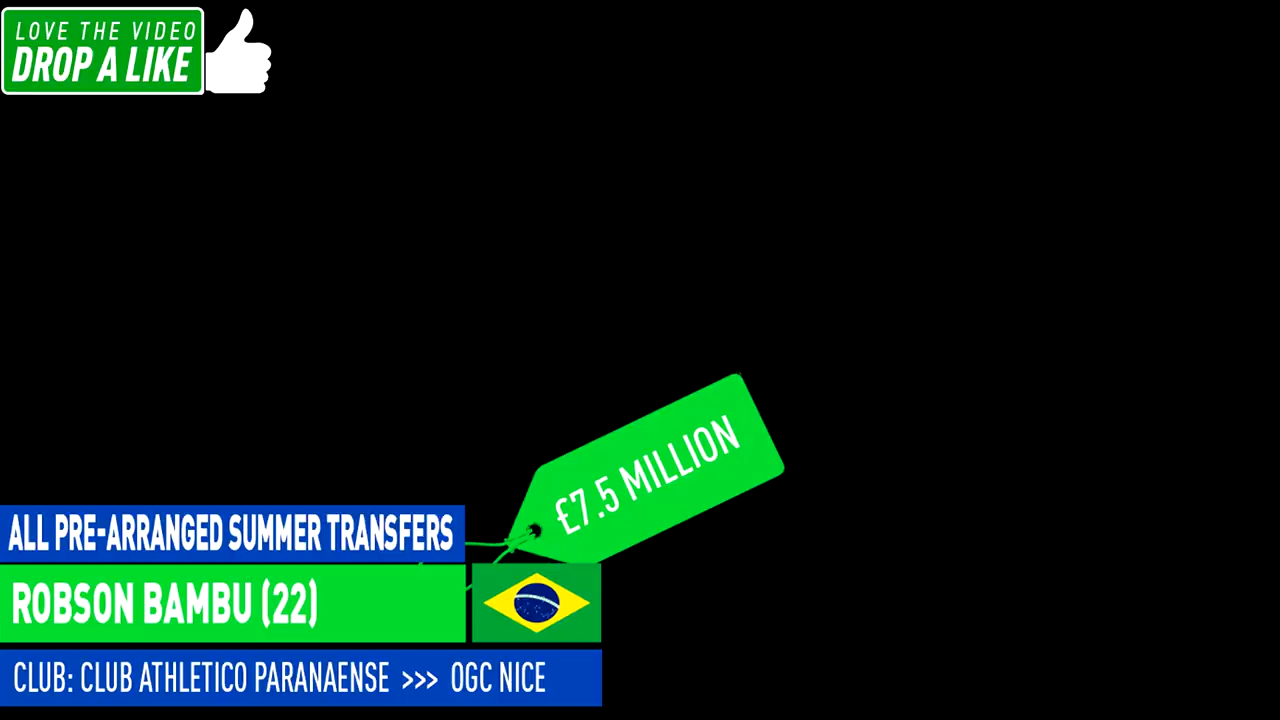 LOVE THE VIDEO
DROP A LIKE
£7.5 MILLION
ALL PRE-ARRANGED SUMMER TRANSFERS
ROBSON BAMBU (22)
CLUB: CLUB ATHLETICO PARANAENSE >>> OGC NICE